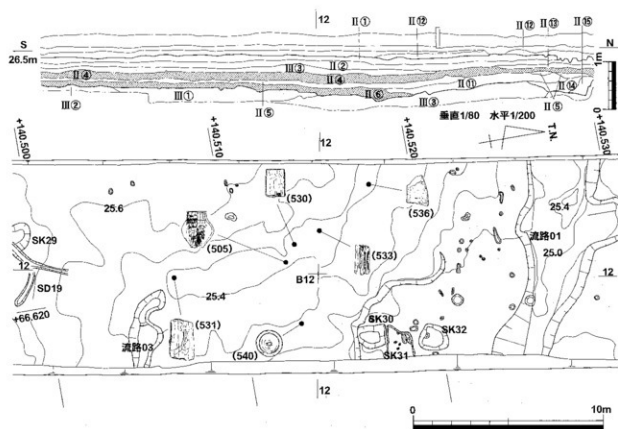 12
Ⅱ① Ⅱ⑫ Ⅱ⑫ Ⅱ⑬ Ⅱ⑮
S N
26.5m E
Ⅲ③ Ⅱ②
Ⅱ④ Ⅱ④ Ⅱ⑪ Ⅱ⑭
Ⅲ② Ⅲ① Ⅱ⑤ Ⅱ⑥ Ⅲ③ Ⅱ⑤
1
0
垂直1/80 水平1/200
T.N.
+140.500 +140.510 12 +140.520 +140.530
25.6 (530) (536) 25.4
SK29 (505) (533) 流路01
25.0
12 B12 12
SD19 25.4
+66.620
(531) SK30 SK32
流路03 (540) SK31
12
0 10m